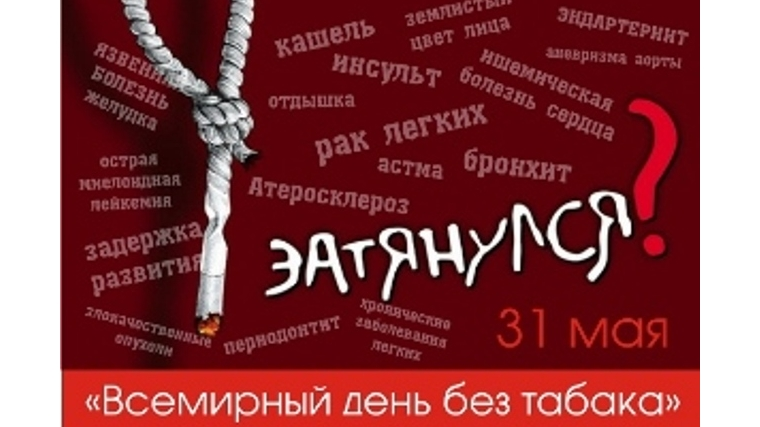 кашель
землистый
цвет лица
ЭНДАРТЕРИИТ
аневризма аорты
ЯЗВЕННАЯ
БОЛЕЗНЬ
желудка
инсульт
ишемическая
болезнь сердца
отдышка
рак легких
астма
бронхит
острая
миелоидная
лейкемия
Атеросклероз
задержка
развития
ЗАТЯНУЛСЯ?
злокачественные
опухоли
периодонтит
хронические
заболевания
легких
31 мая
«Всемирный день без табака»